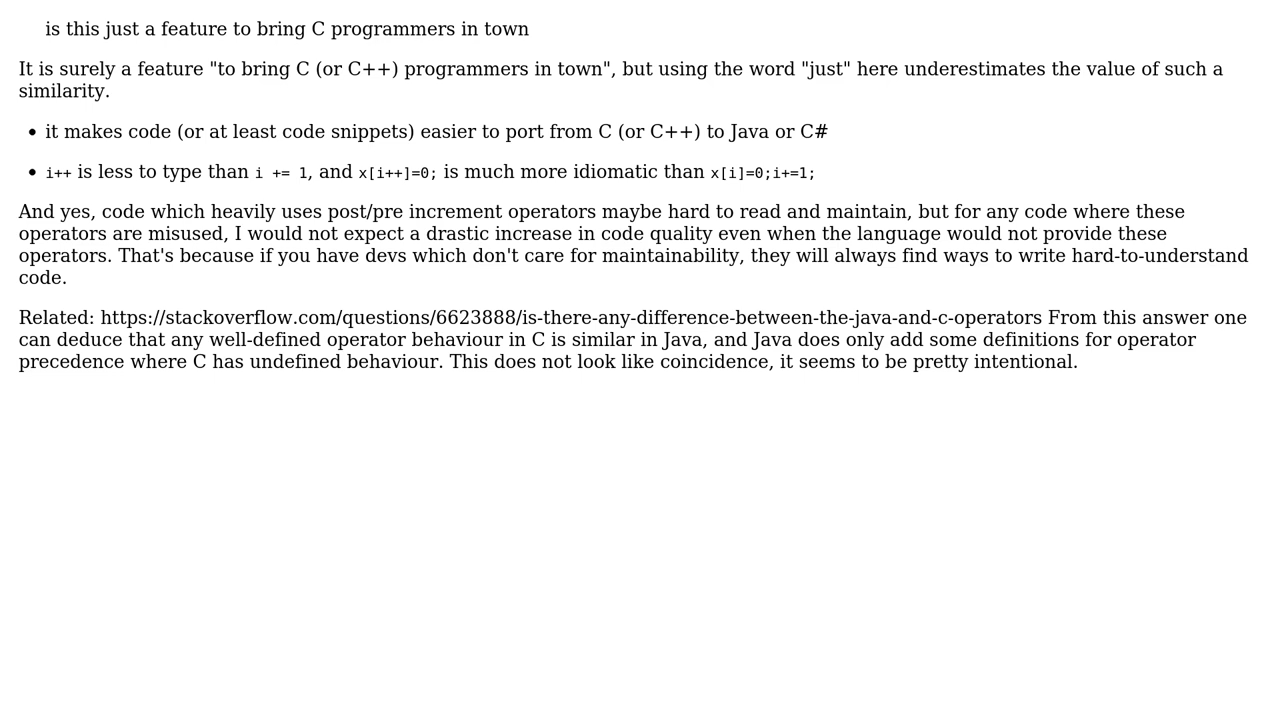 is this just a feature to bring C programmers in town
It is surely a feature "to bring C (or C++) programmers in town", but using the word "just" here underestimates the value of such a
similarity.
• it makes code (or at least code snippets) easier to port from C (or C++) to Java or C#
• i++ is less to type than i += 1, and x[i++]=0; is much more idiomatic than x[i]=0;i+=1;
And yes, code which heavily uses post/pre increment operators maybe hard to read and maintain, but for any code where these
operators are misused, I would not expect a drastic increase in code quality even when the language would not provide these
operators. That's because if you have devs which don't care for maintainability, they will always find ways to write hard-to-understand
code.
Related: https://stackoverflow.com/questions/6623888/is-there-any-difference-between-the-java-and-c-operators From this answer one
can deduce that any well-defined operator behaviour in C is similar in Java, and Java does only add some definitions for operator
precedence where C has undefined behaviour. This does not look like coincidence, it seems to be pretty intentional.